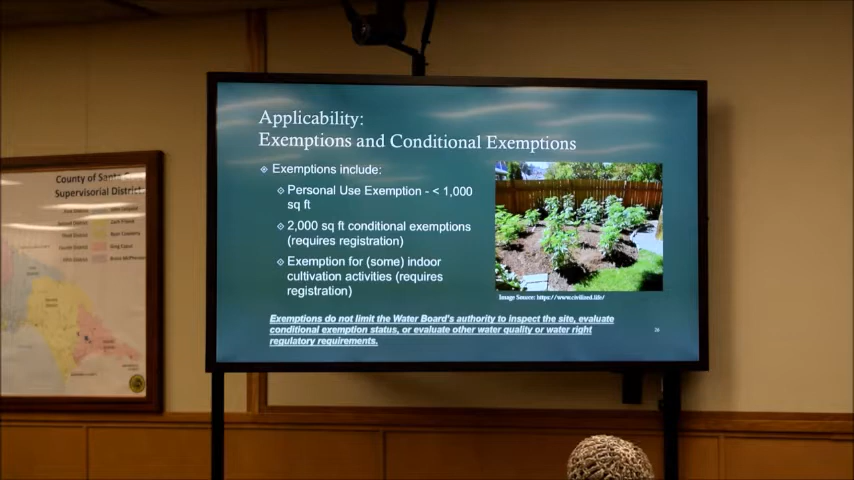 County of Santa
Supervisorial District
Applicability:
Exemptions and Conditional Exemptions
Exemptions include:
Personal Use Exemption - < 1,000
sq ft
2,000 sq ft conditional exemptions
(requires registration)
Exemption for (some) indoor
cultivation activities (requires
registration)
Image Source: https://www.civilized.life/
Exemptions do not limit the Water Board's authority to inspect the site, evaluate
conditional exemption status, or evaluate other water quality or water right
regulatory requirements.
26